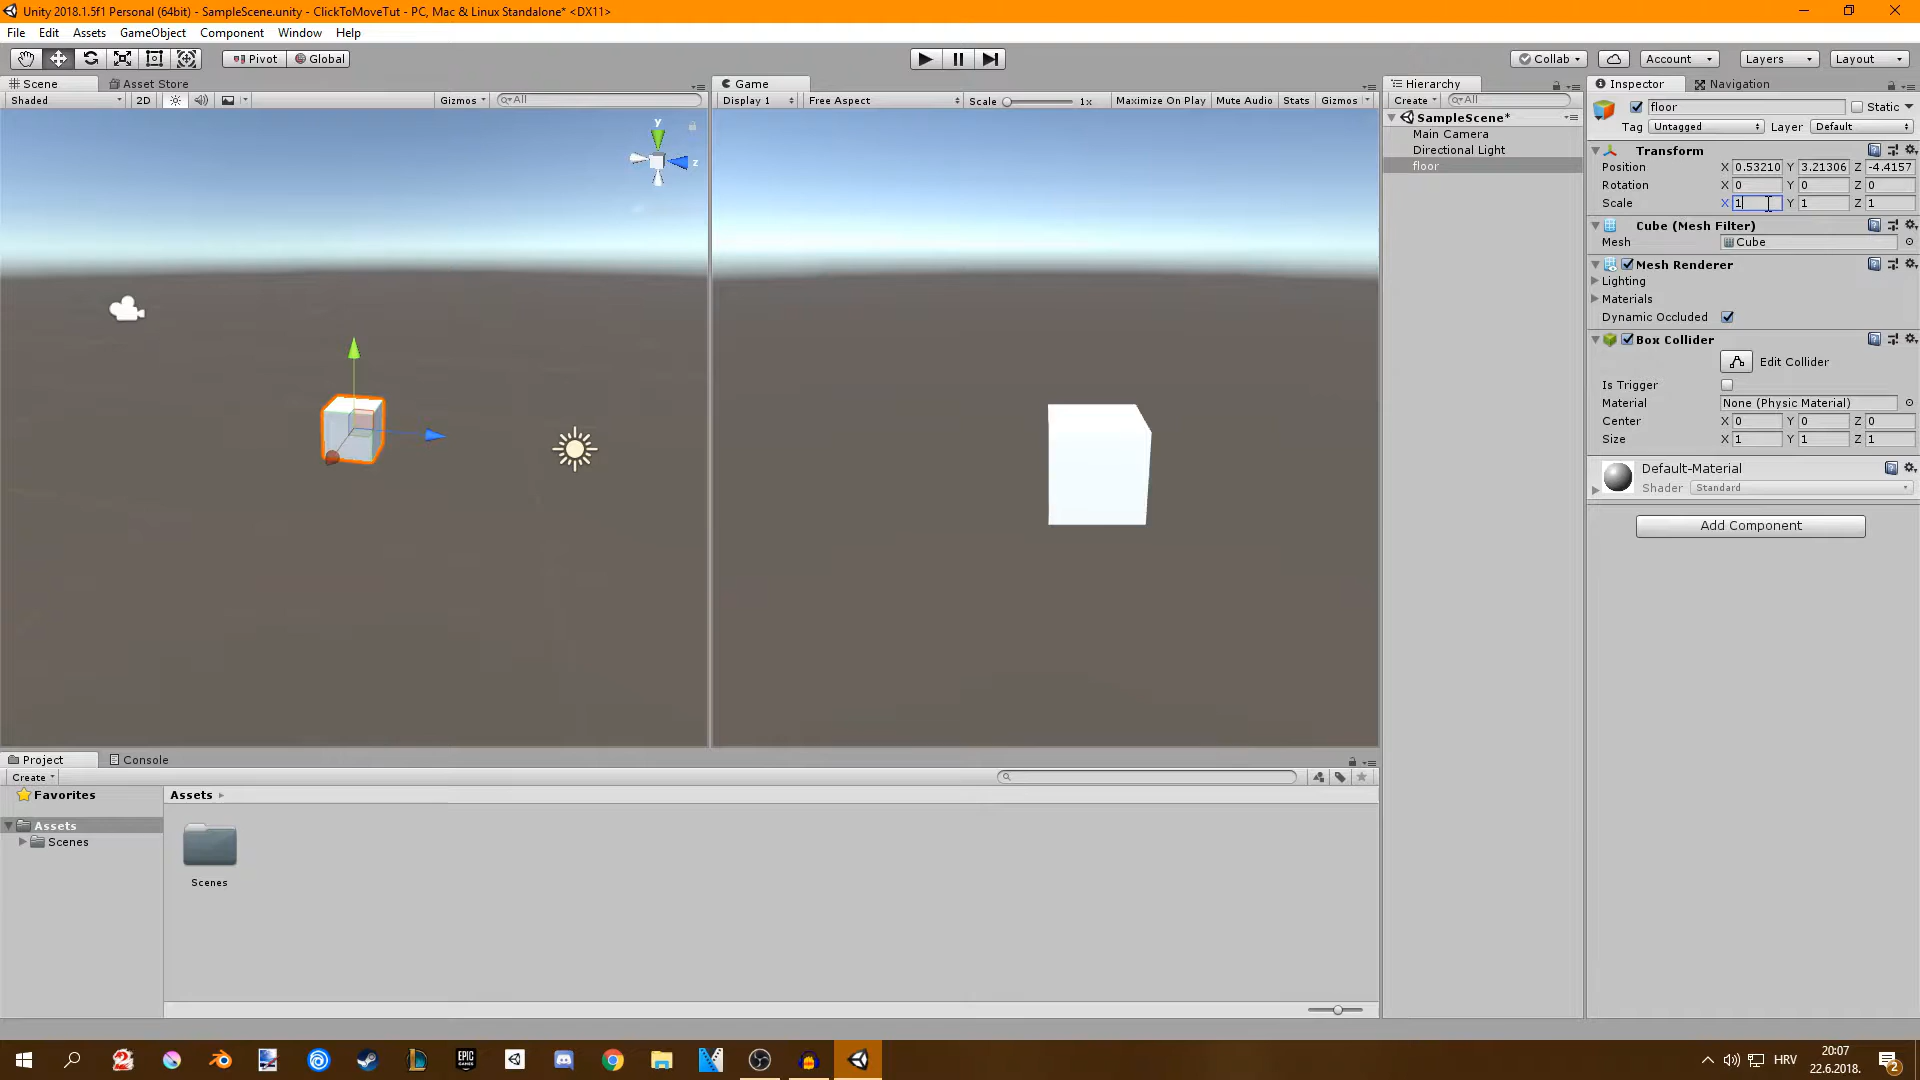 Unity 2018.1.5f1 Personal (64bit) - SampleScene.unity - ClickToMoveTut - PC, Mac & Linux Standalone* <DX11>
File Edit Assets GameObject Component Window Help
Pivot Global Collab Account Layers Layout
Scene Asset Store Game Hierarchy Inspector Navigation
Shaded 2D Gizmos All Display 1 Free Aspect Scale 1x Maximize On Play Mute Audio Stats Gizmos Create All floor Static
SampleScene*
Tag Untagged Layer Default
Main Camera
Directional Light
floor
y
z
Transform
Position X 0.53210 Y 3.21306 Z -4.4157
Rotation X 0 Y 0 Z 0
Scale X 1 Y 1 Z 1
Cube (Mesh Filter)
Mesh Cube
Mesh Renderer
Lighting
Materials
Dynamic Occluded
Box Collider
Edit Collider
Is Trigger
Material None (Physic Material)
Center X 0 Y 0 Z 0
Size X 1 Y 1 Z 1
Default-Material
Shader Standard
Add Component
Project Console
Create
Favorites
Assets
Assets
Scenes
Scenes
HRV
20:07
22.6.2018.
2